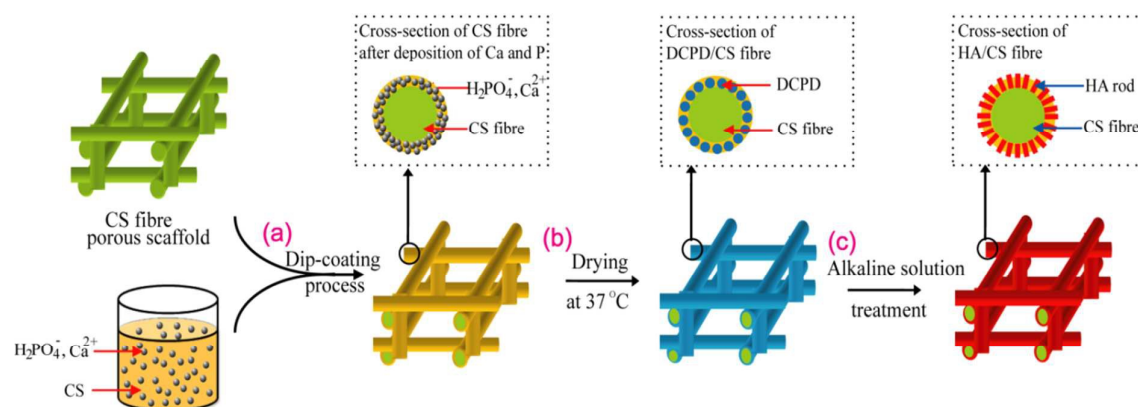 Cross-section of CS fibre
after deposition of Ca and P
H₂PO₄⁻, Ca²⁺
CS fibre
Cross-section of
DCPD/CS fibre
DCPD
CS fibre
Cross-section of
HA/CS fibre
HA rod
CS fibre
CS fibre
porous scaffold
(a)
Dip-coating
process
(b)
Drying
at 37 °C
(c)
Alkaline solution
treatment
H₂PO₄⁻, Ca²⁺
CS